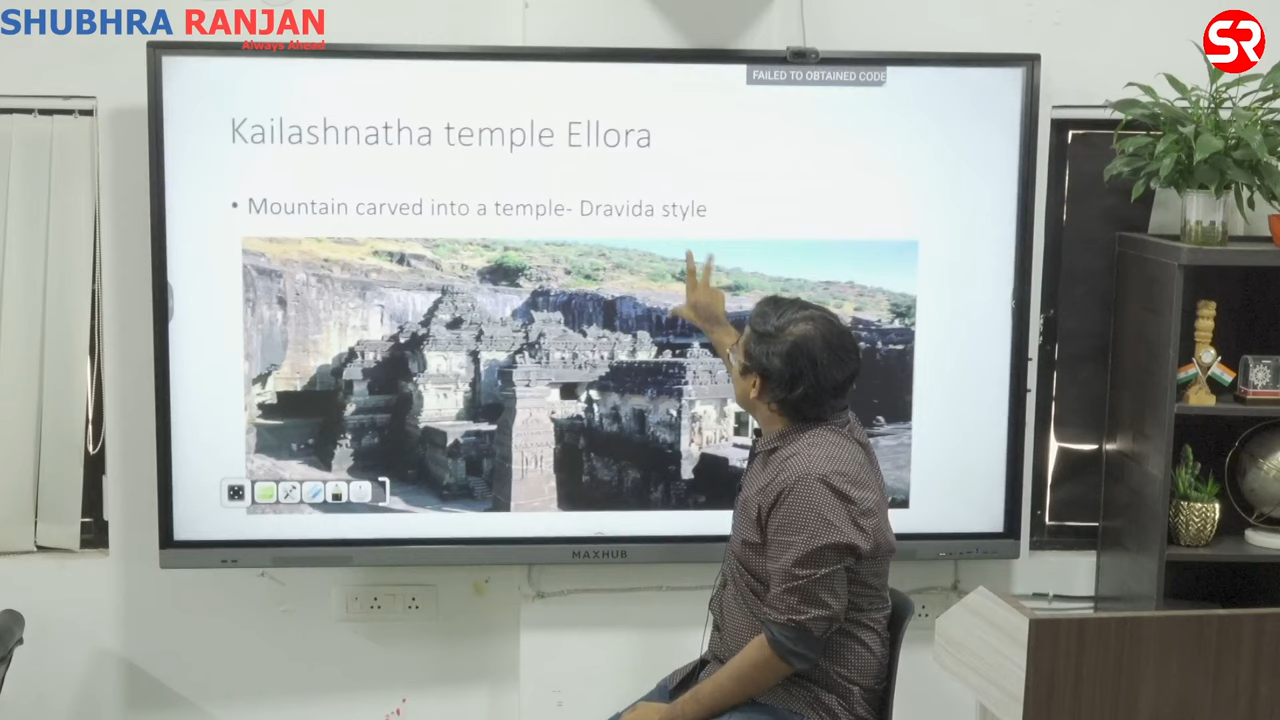 SHUBHRA RANJAN
Always Ahead
SR
FAILED TO OBTAINED CODE
Kailashnatha temple Ellora
• Mountain carved into a temple- Dravida style
MAXHUB